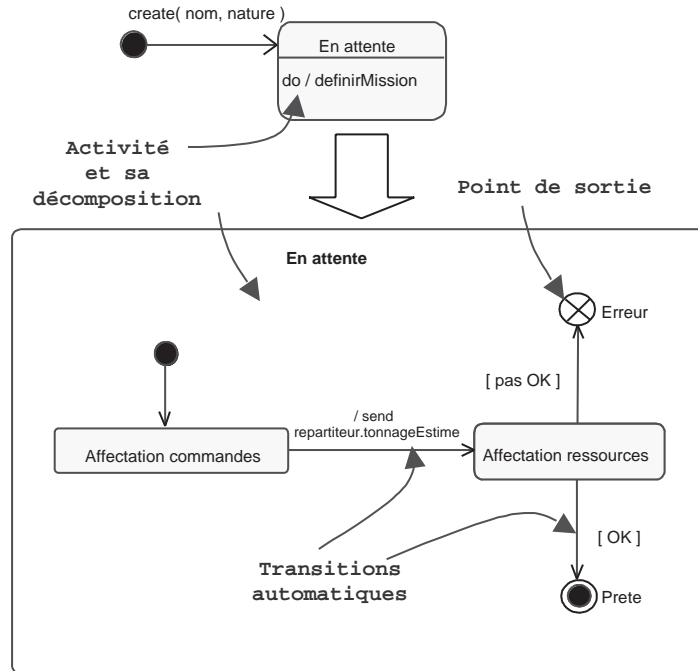 create( nom, nature )
En attente
do / definirMission
Activité
et sa
décomposition
Point de sortie
En attente
Erreur
[ pas OK ]
/ send
repartiteur.tonnageEstime
Affectation commandes
Affectation ressources
[ OK ]
Transitions
automatiques
Prete